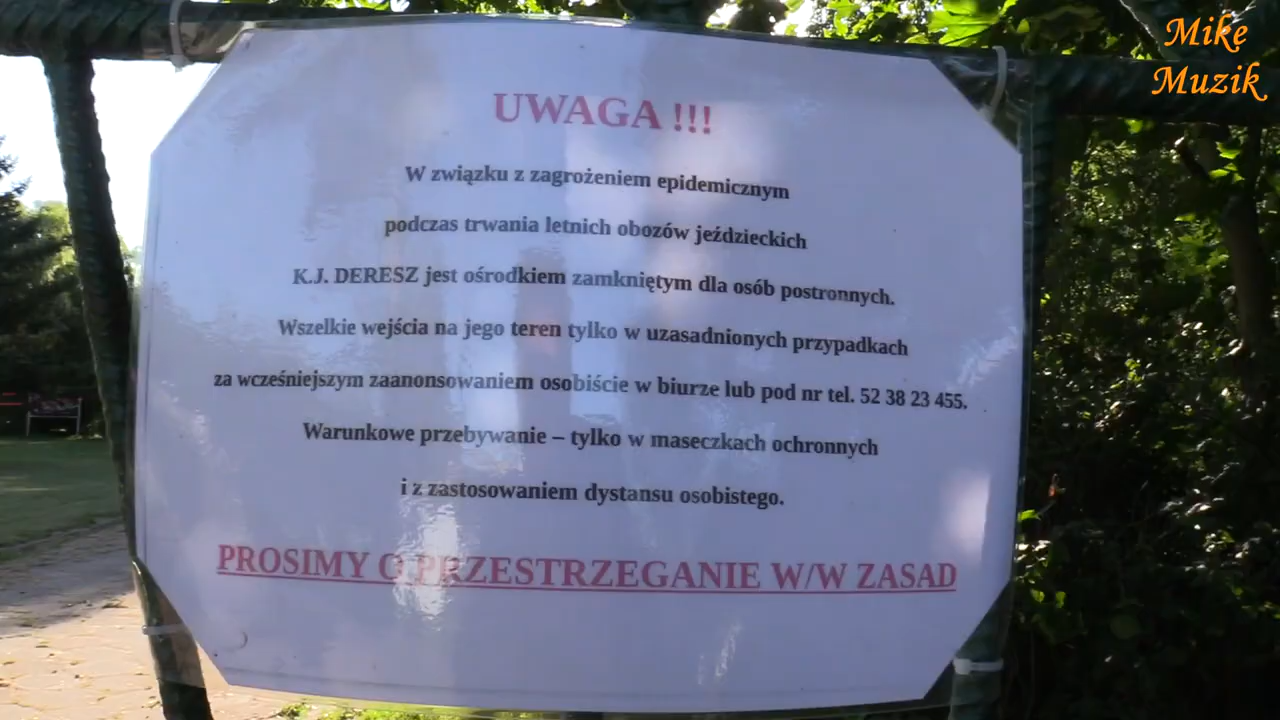 Mike
Muzik
UWAGA !!!
W związku z zagrożeniem epidemicznym
podczas trwania letnich obozów jeździeckich
K.J. DERESZ jest ośrodkiem zamkniętym dla osób postronnych.
Wszelkie wejścia na jego teren tylko w uzasadnionych przypadkach
za wcześniejszym zaanonsowaniem osobiście w biurze lub pod nr tel. 52 38 23 455.
Warunkowe przebywanie – tylko w maseczkach ochronnych
i z zastosowaniem dystansu osobistego.
PROSIMY O PRZESTRZEGANIE W/W ZASAD